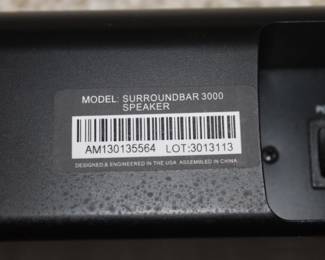 MODEL: SURROUNDBAR 3000
SPEAKER
AM130135564 LOT:3013113
DESIGNED & ENGINEERED IN THE USA. ASSEMBLED IN CHINA.